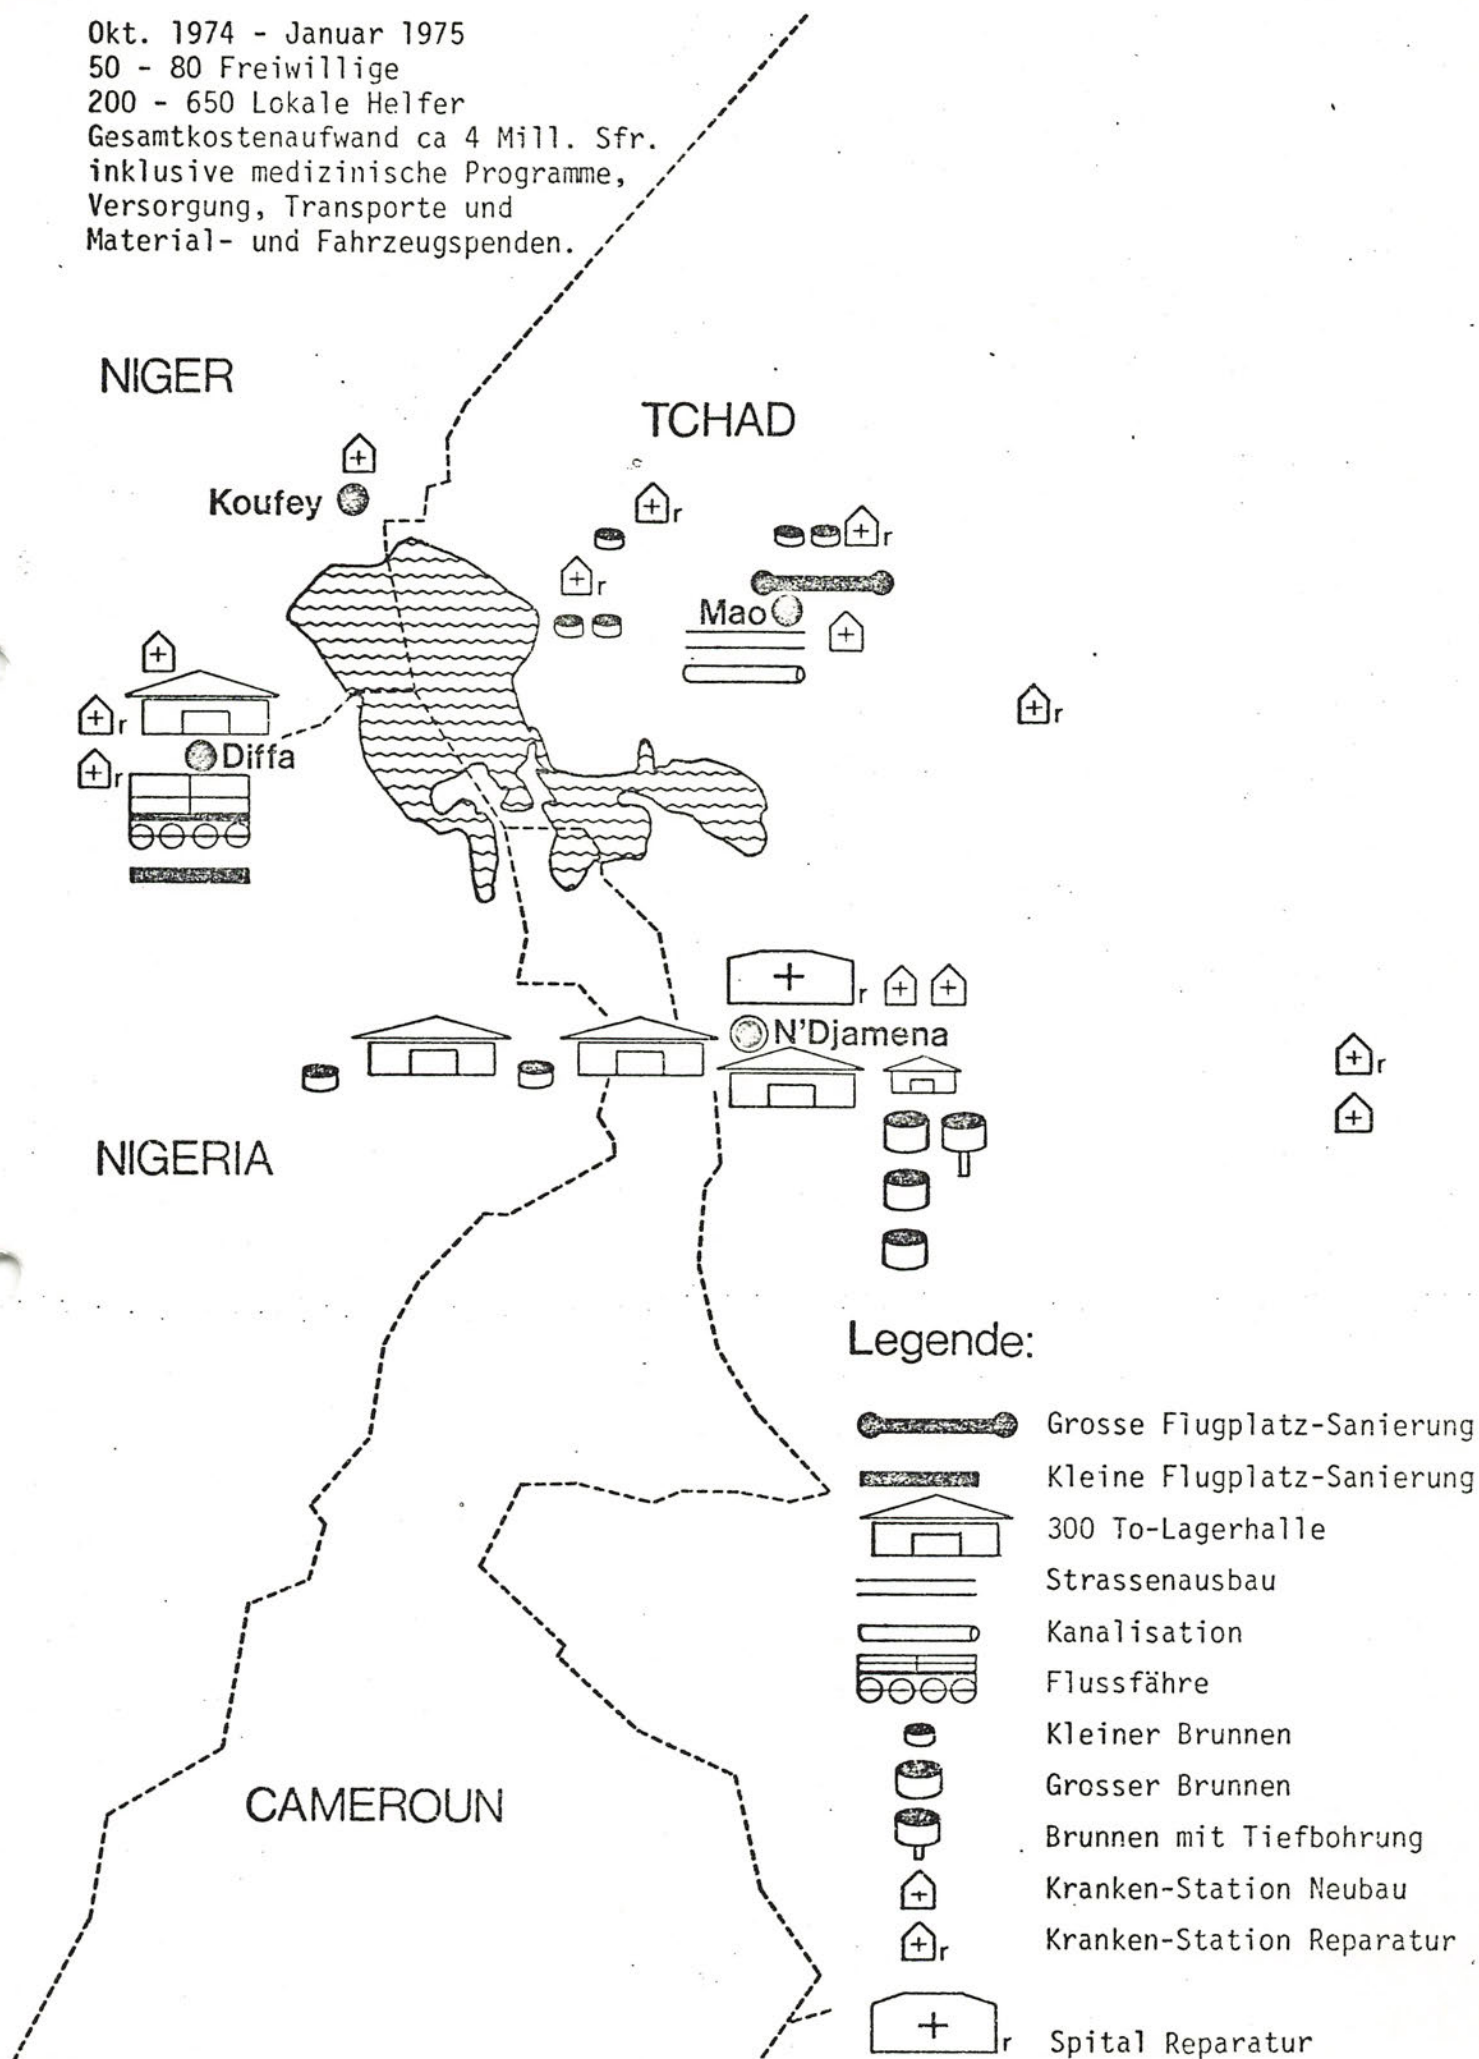 Okt. 1974 - Januar 1975
50 - 80 Freiwillige
200 - 650 Lokale Helfer
Gesamtkostenaufwand ca 4 Mill. Sfr.
inklusive medizinische Programme,
Versorgung, Transporte und
Material- und Fahrzeugspenden.
NIGER
TCHAD
Koufey
r
r
r
Mao
r
r
Diffa
r
r
N'Djamena
r
NIGERIA
Legende:
Grosse Flugplatz-Sanierung
Kleine Flugplatz-Sanierung
300 To-Lagerhalle
Strassenausbau
Kanalisation
Flussfähre
Kleiner Brunnen
Grosser Brunnen
CAMEROUN
Brunnen mit Tiefbohrung
Kranken-Station Neubau
r Kranken-Station Reparatur
r Spital Reparatur